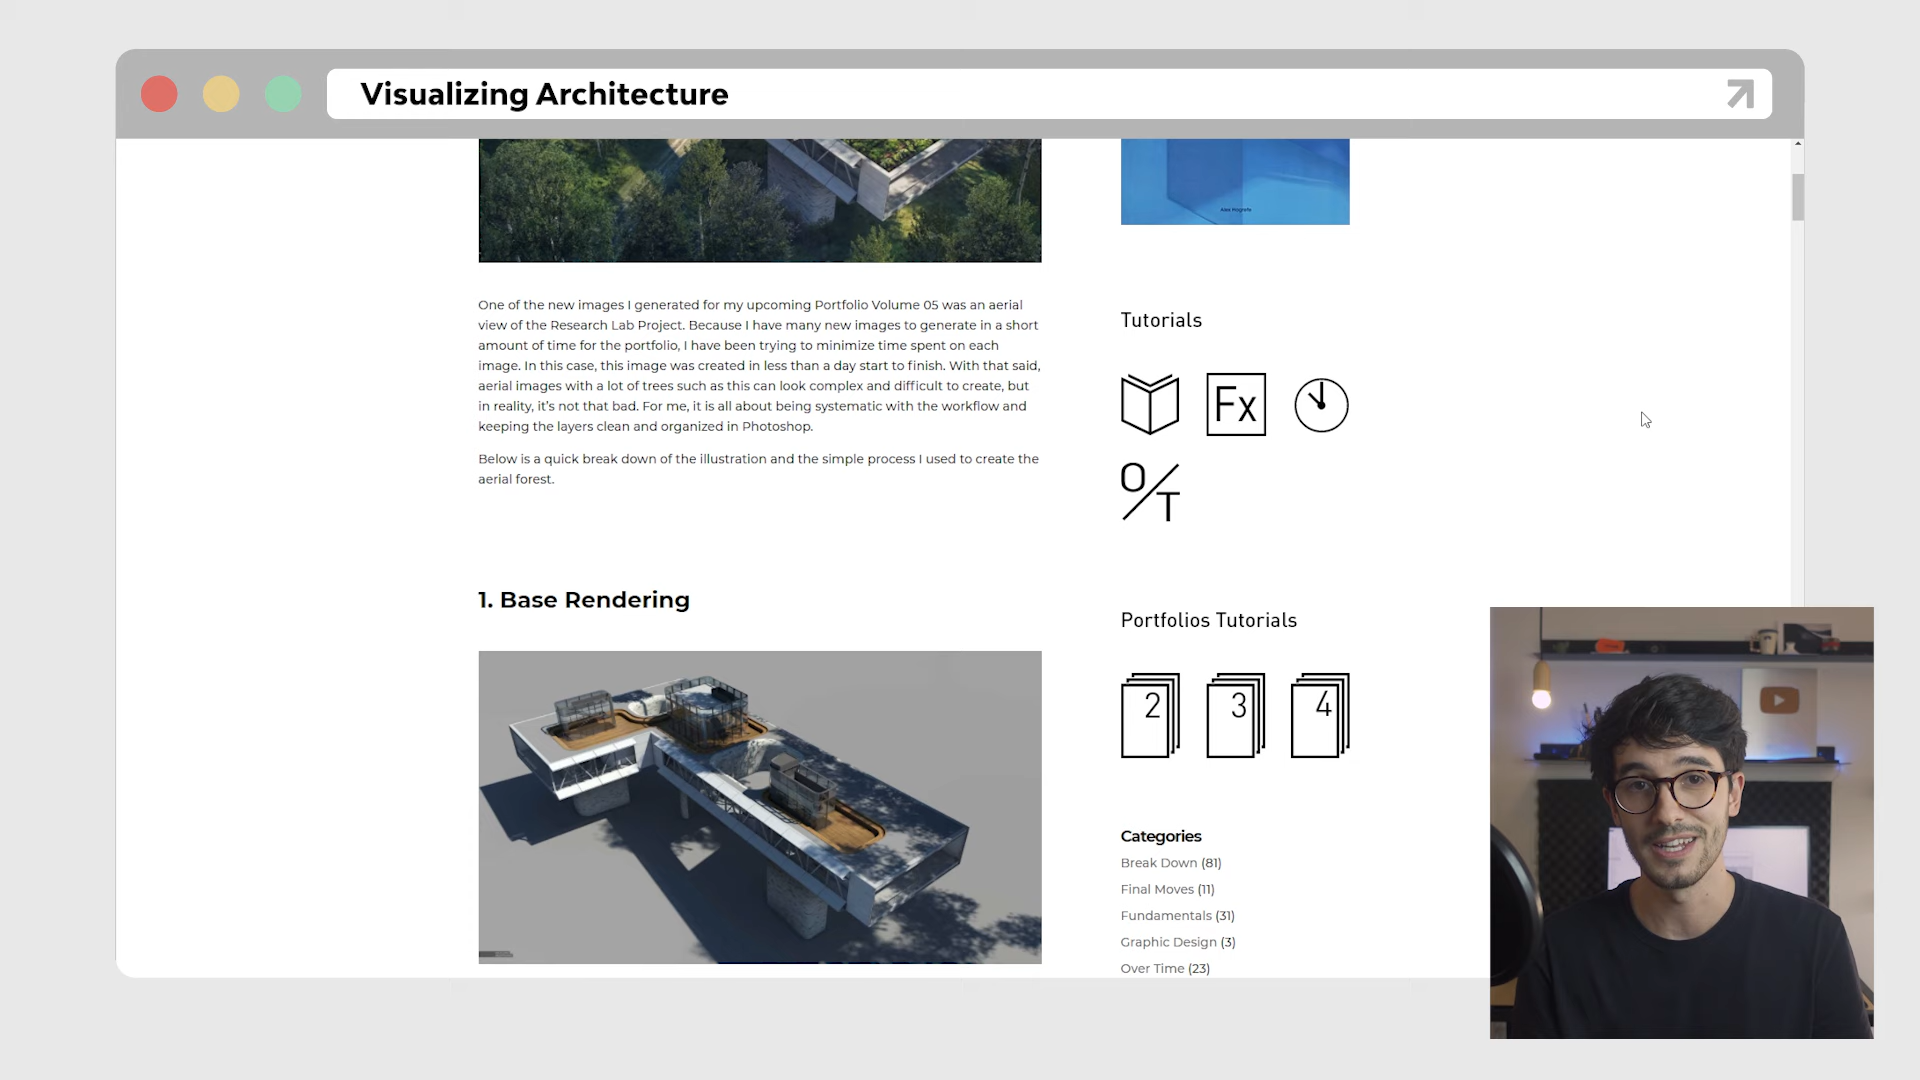 Visualizing Architecture
One of the new images I generated for my upcoming Portfolio Volume 05 was an aerial
view of the Research Lab Project. Because I have many new images to generate in a short
amount of time for the portfolio, I have been trying to minimize time spent on each
image. In this case, this image was created in less than a day start to finish. With that said,
aerial images with a lot of trees such as this can look complex and difficult to create, but
in reality, it’s not that bad. For me, it is all about being systematic with the workflow and
keeping the layers clean and organized in Photoshop.
Below is a quick break down of the illustration and the simple process I used to create the
aerial forest.
1. Base Rendering
Alex Hogrefe
Tutorials
Fx
O/T
Portfolios Tutorials
2 3 4
Categories
Break Down (81)
Final Moves (11)
Fundamentals (31)
Graphic Design (3)
Over Time (23)